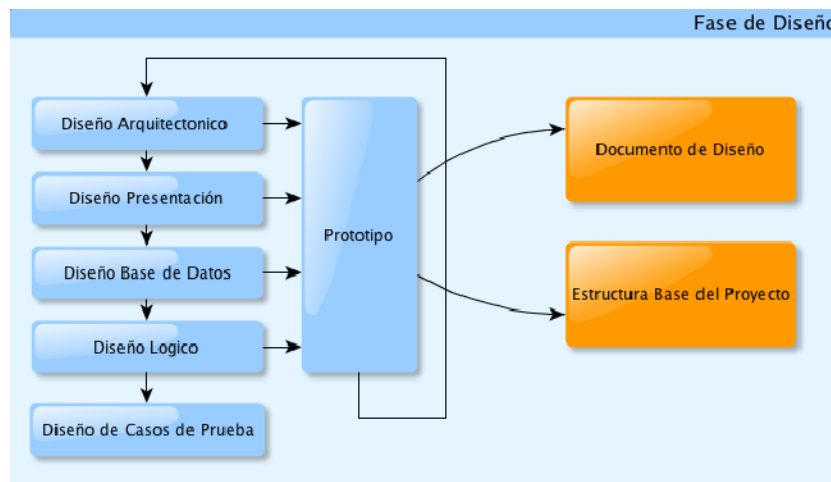 Fase de Diseño
Diseño Arquitectonico
Diseño Presentación
Diseño Base de Datos
Diseño Logico
Diseño de Casos de Prueba
Prototipo
Documento de Diseño
Estructura Base del Proyecto